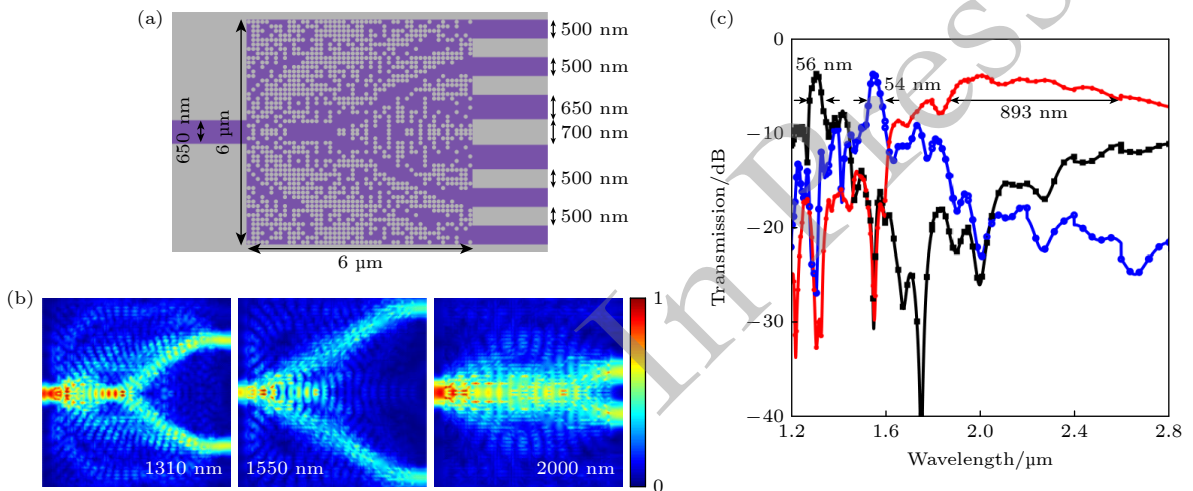 (a)
500 nm
500 nm
650 nm
700 nm
500 nm
500 nm
650 nm
6 µm
6 µm
(b)
1310 nm
1550 nm
2000 nm
1
0
(c)
0
−10
−20
−30
−40
Transmission/dB
56 nm
54 nm
893 nm
1.2
1.6
2.0
2.4
2.8
Wavelength/µm
In Press